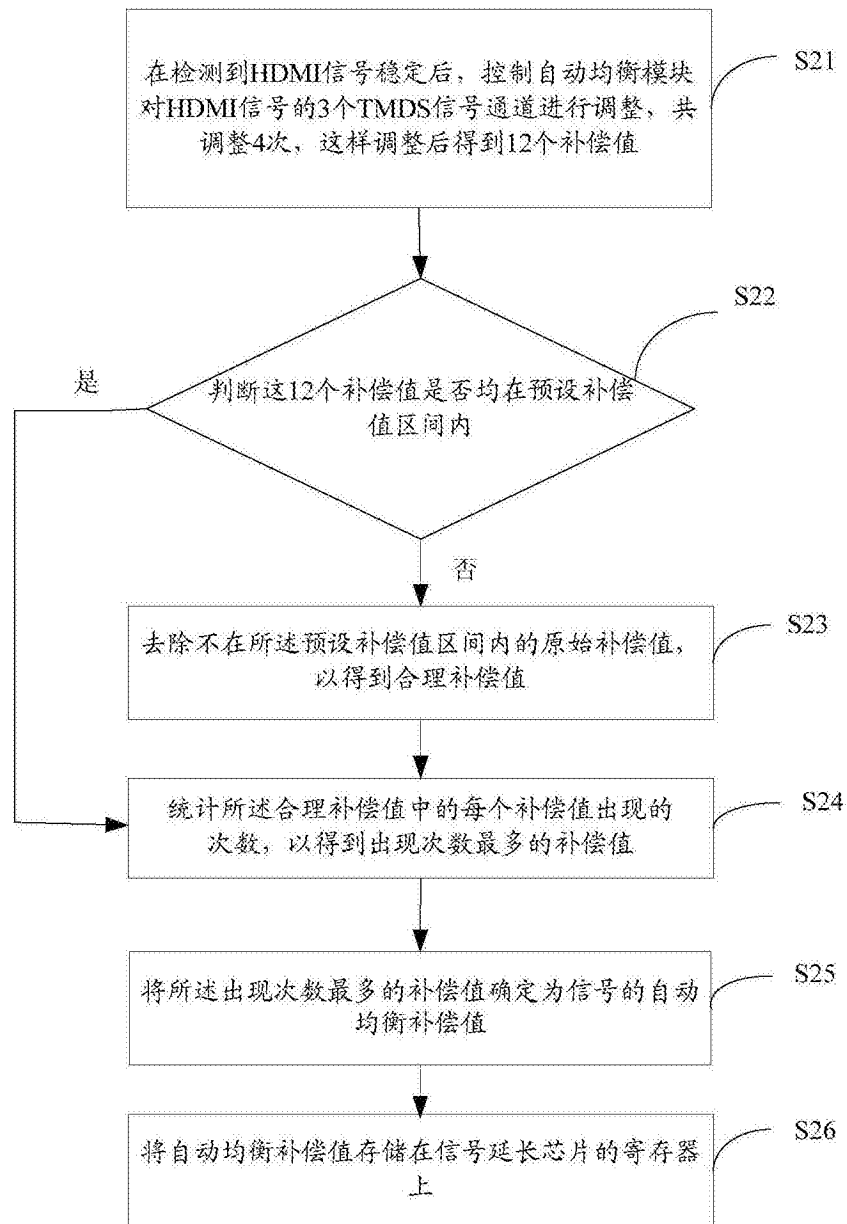 在检测到HDMI信号稳定后，控制自动均衡模块
对HDMI信号的3个TMDS信号通道进行调整，共
调整4次，这样调整后得到12个补偿值
S21
S22
是
判断这12个补偿值是否均在预设补偿
值区间内
否
去除不在所述预设补偿值区间内的原始补偿值，
以得到合理补偿值
S23
统计所述合理补偿值中的每个补偿值出现的
次数，以得到出现次数最多的补偿值
S24
将所述出现次数最多的补偿值确定为信号的自动
均衡补偿值
S25
将自动均衡补偿值存储在信号延长芯片的寄存器
上
S26